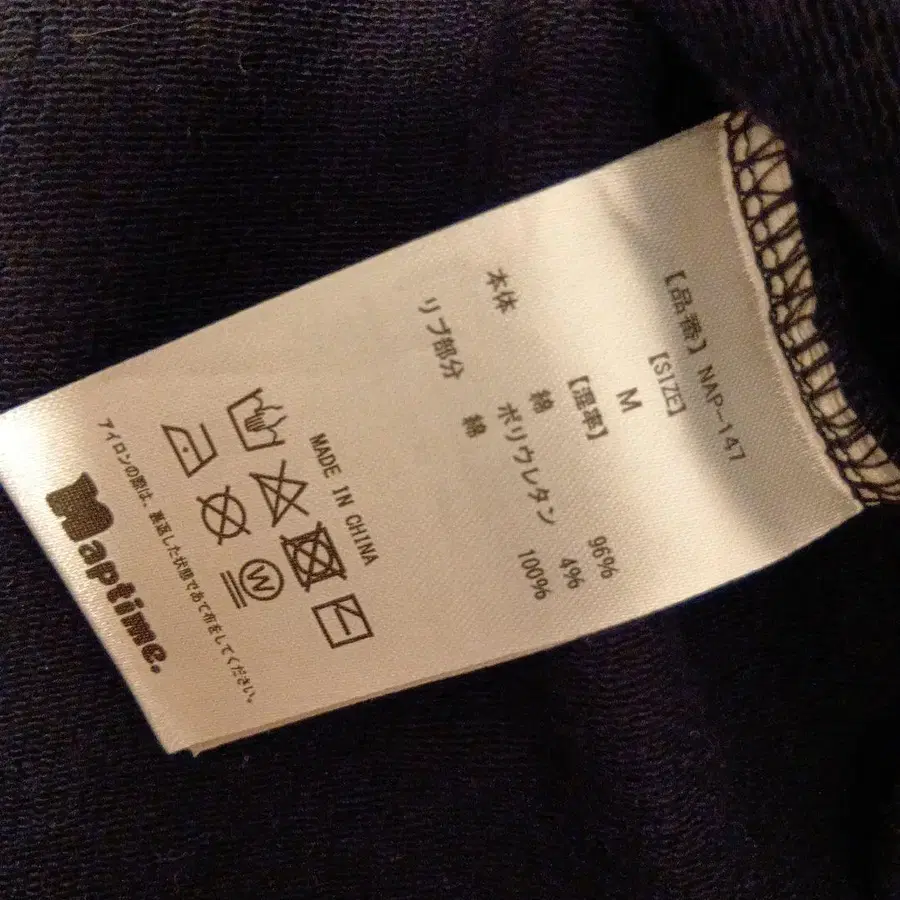 【品番】 NAP-147
【SIZE】
M
【混率】
本体 綿 96%
ポリウレタン 4%
リブ部分 綿 100%
MADE IN CHINA
W
アイロンの際は、裏返した状態であて布をしてください。
Maptime.